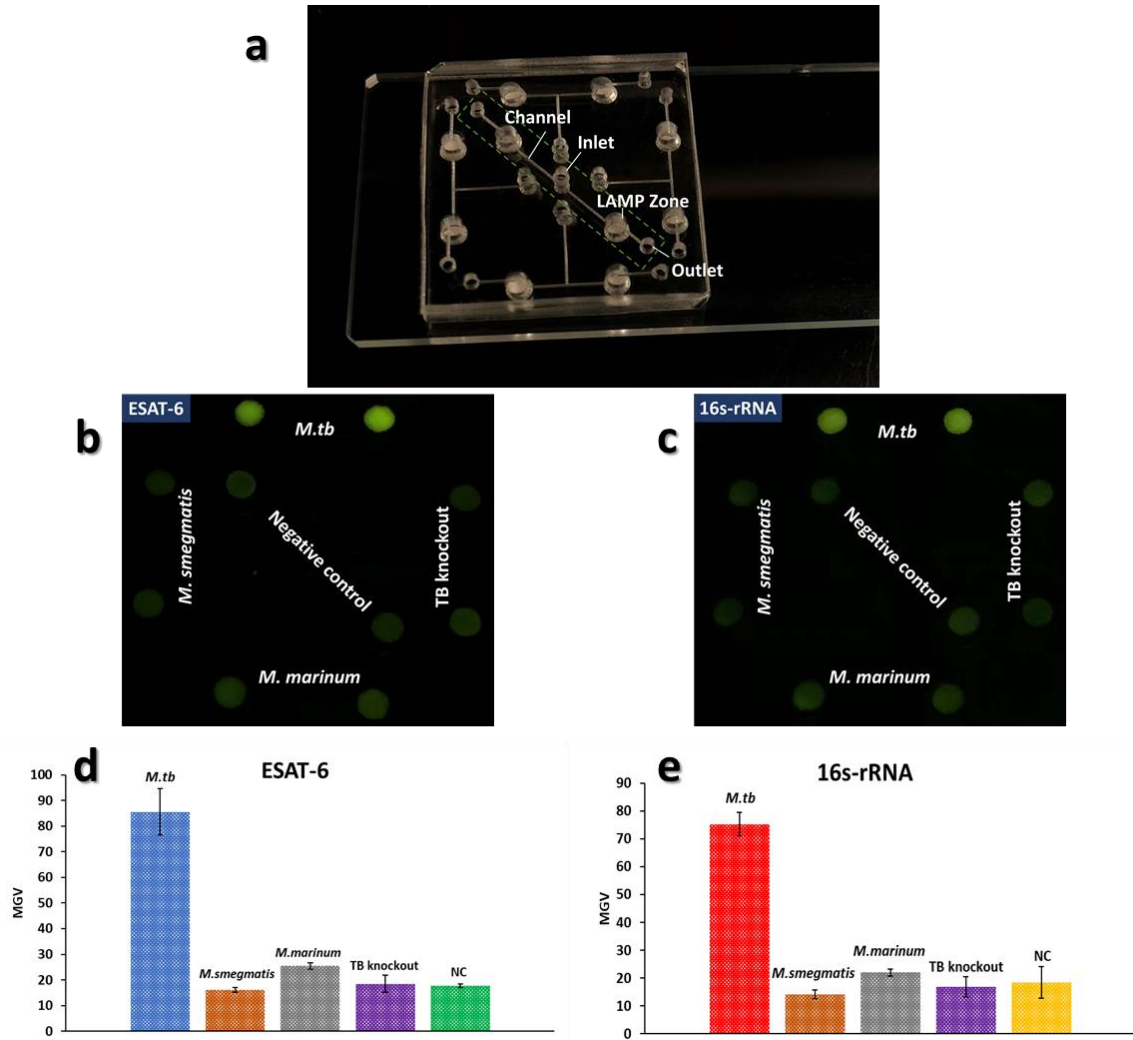 a
Channel
Inlet
LAMP Zone
Outlet
b
ESAT-6
M.tb
M. smegmatis
Negative control
TB knockout
M. marinum
c
16s-rRNA
M.tb
M. smegmatis
Negative control
TB knockout
M. marinum
d
ESAT-6
MGV
100
90
80
70
60
50
40
30
20
10
0
M.tb
M.smegmatis
M.marinum
TB knockout
NC
e
16s-rRNA
MGV
90
80
70
60
50
40
30
20
10
0
M.tb
M.smegmatis
M.marinum
TB knockout
NC